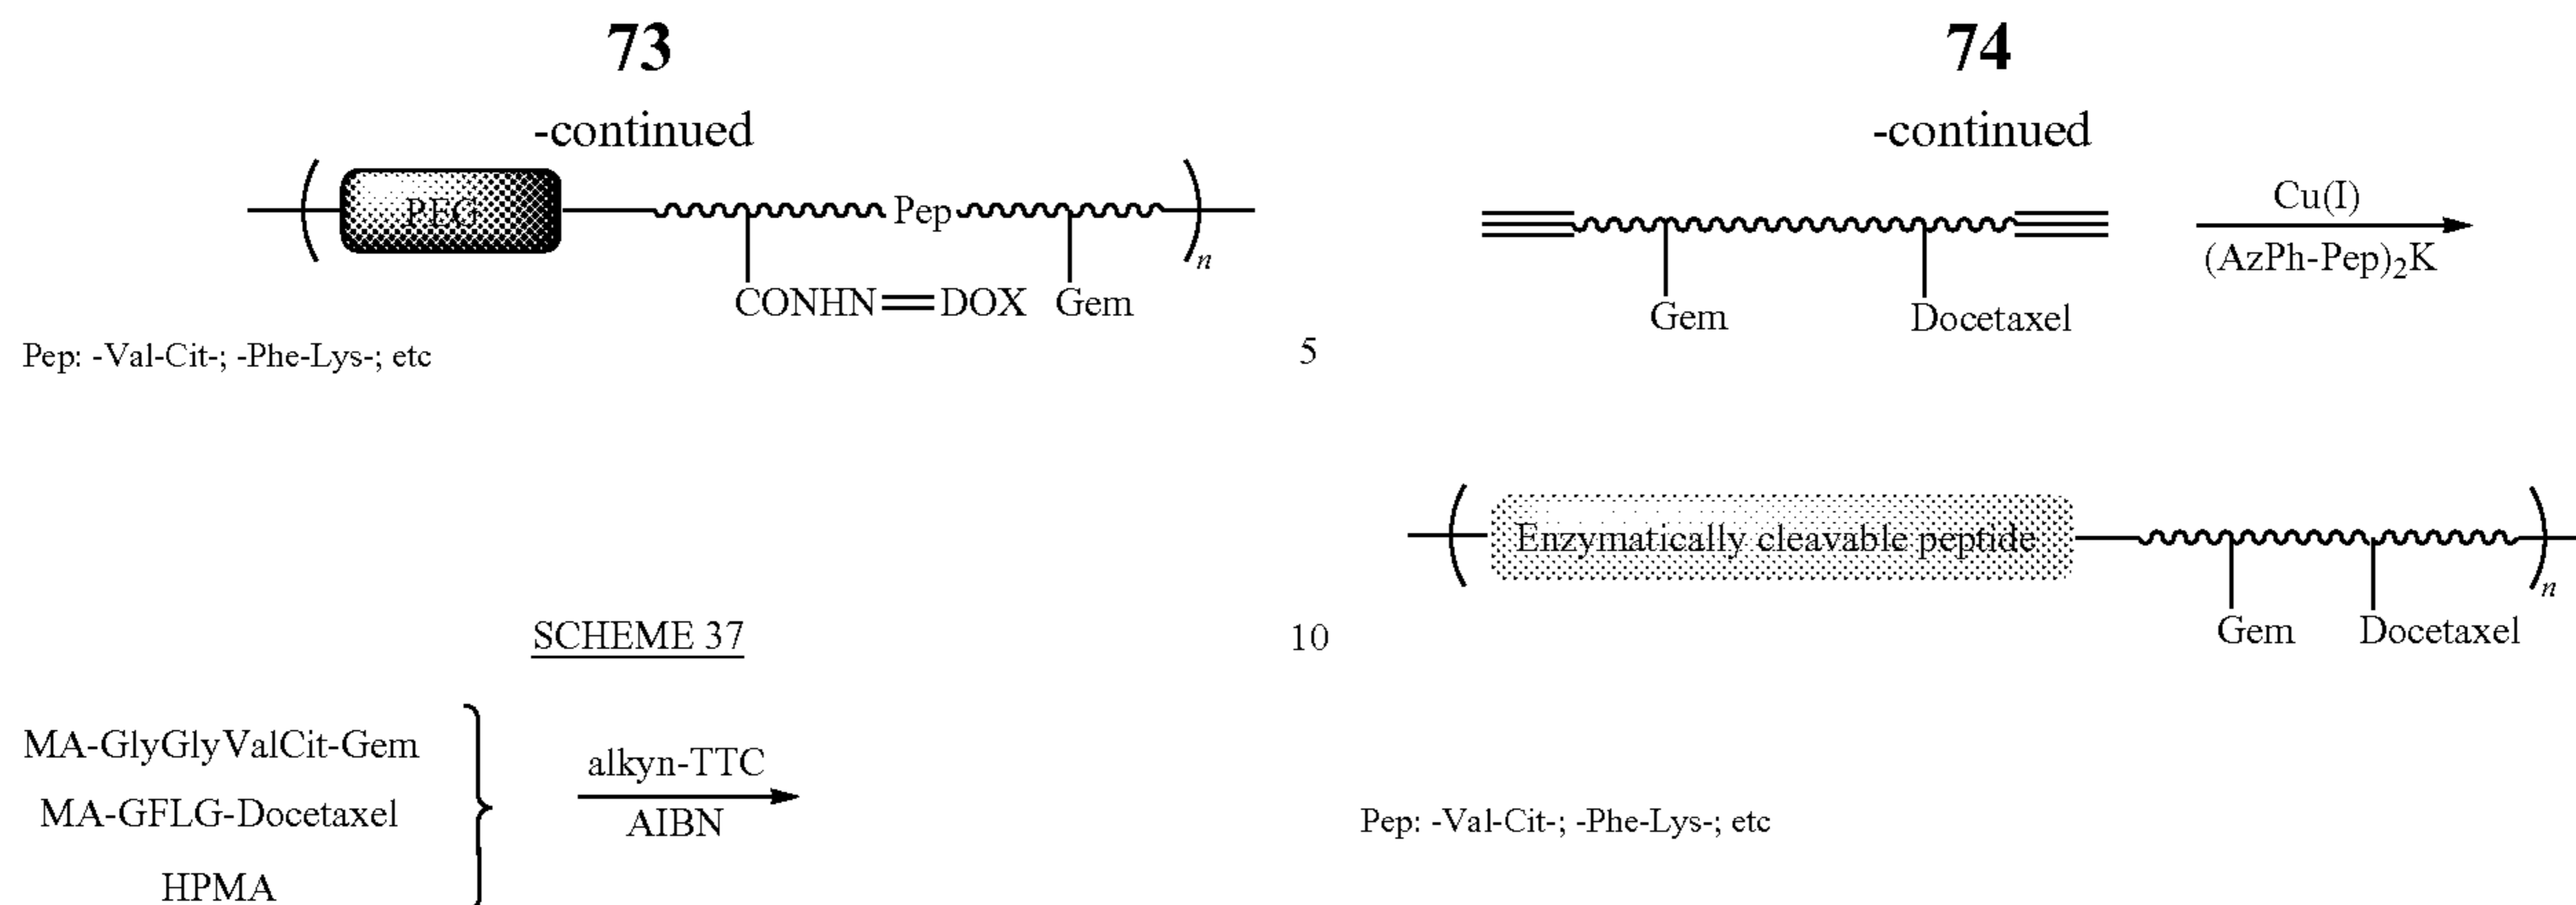 73
-continued
PEG
Pep
n
CONHN=DOX Gem
Pep: -Val-Cit-; -Phe-Lys-; etc
SCHEME 37
MA-GlyGlyValCit-Gem
MA-GFLG-Docetaxel
HPMA
alkyn-TTC
AIBN
5
10
74
-continued
Cu(I)
(AzPh-Pep)₂K
Gem
Docetaxel
Enzymatically cleavable peptide
n
Gem
Docetaxel
Pep: -Val-Cit-; -Phe-Lys-; etc